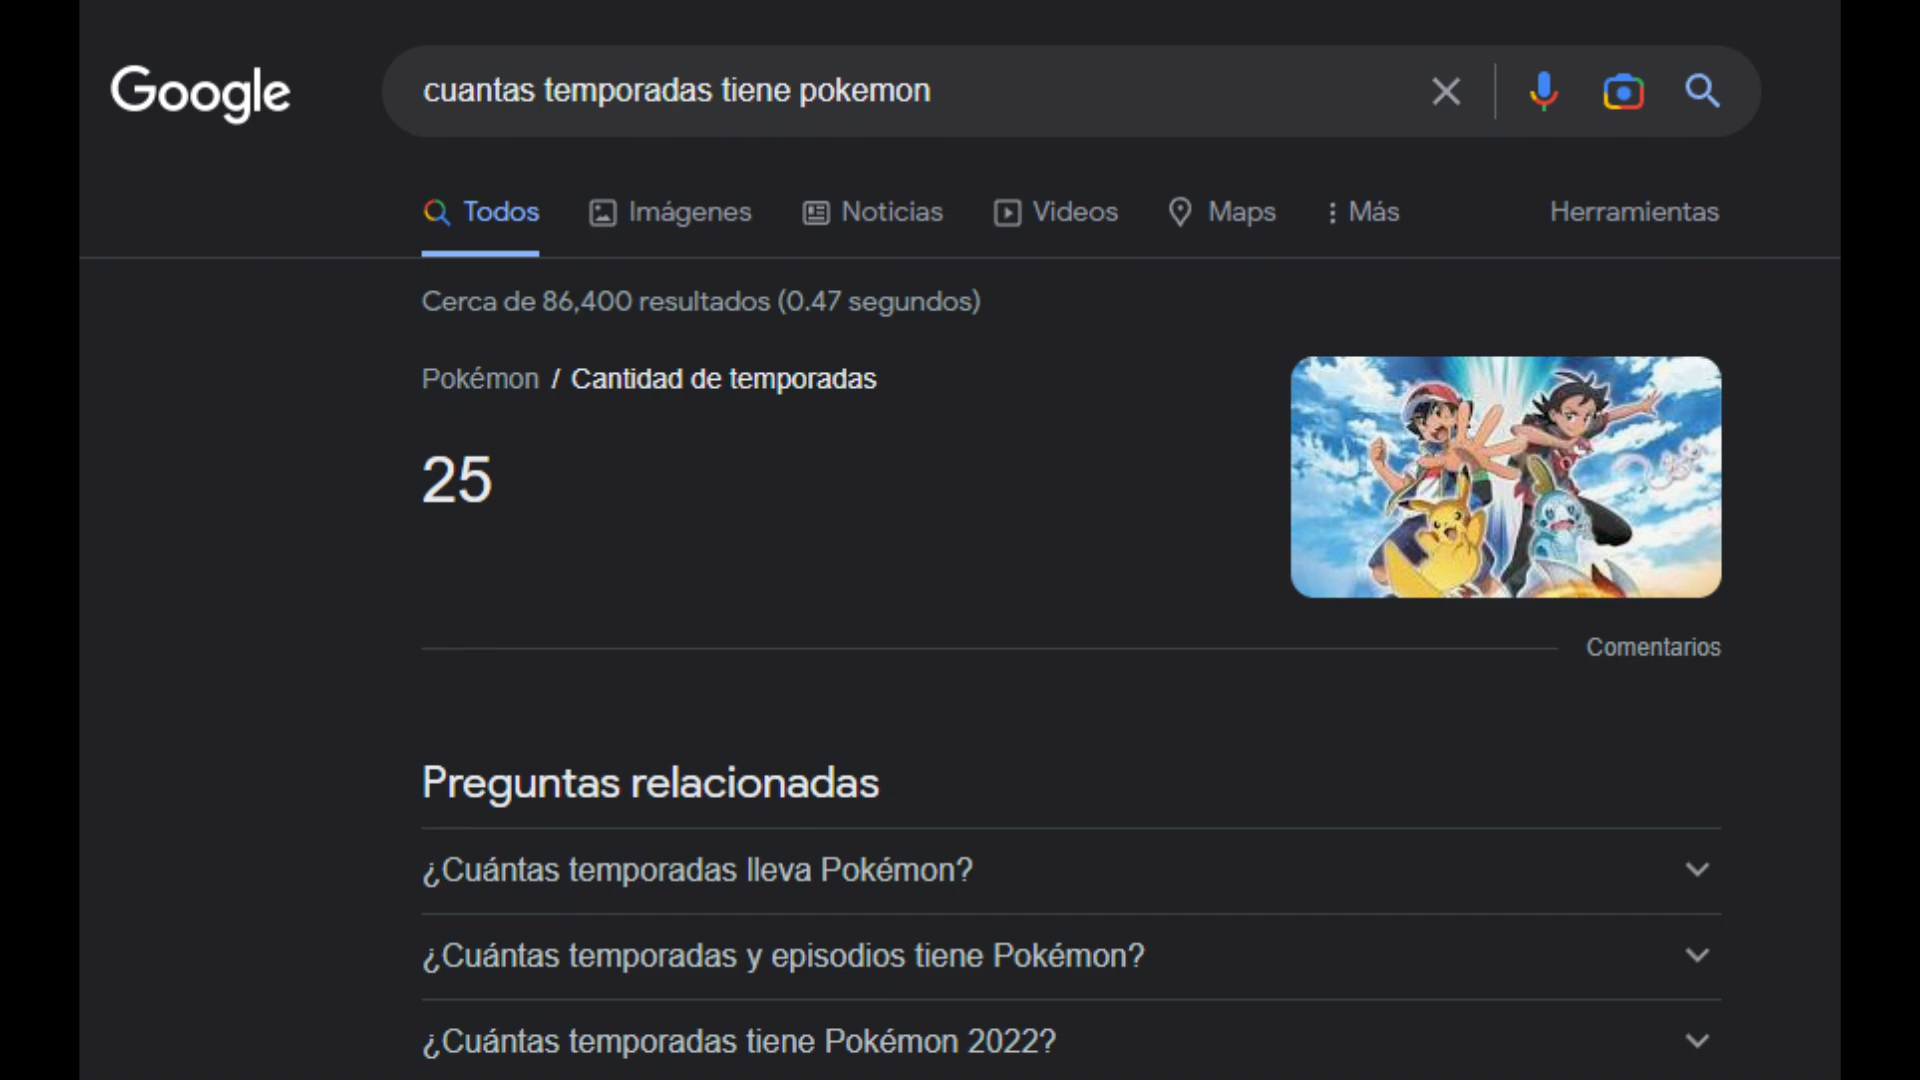 Google
cuantas temporadas tiene pokemon
Todos
Imágenes
Noticias
Videos
Maps
Más
Herramientas
Cerca de 86,400 resultados (0.47 segundos)
Pokémon / Cantidad de temporadas
25
Comentarios
Preguntas relacionadas
¿Cuántas temporadas lleva Pokémon?
¿Cuántas temporadas y episodios tiene Pokémon?
¿Cuántas temporadas tiene Pokémon 2022?